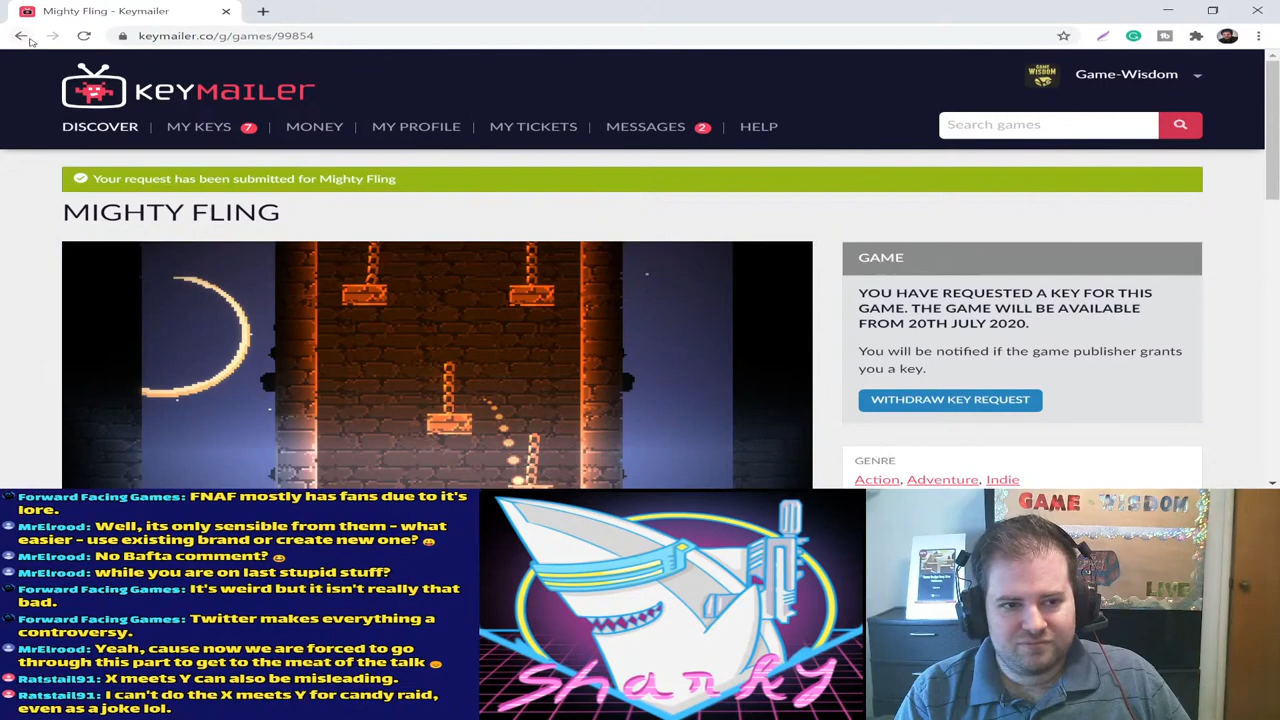 Mighty Fling - Keymailer
keymailer.co/g/games/99854
KEYMAILER
GAME WISDOM
Game-Wisdom
DISCOVER | MY KEYS 7 | MONEY | MY PROFILE | MY TICKETS | MESSAGES 2 | HELP
Search games
Your request has been submitted for Mighty Fling
MIGHTY FLING
GAME
YOU HAVE REQUESTED A KEY FOR THIS
GAME. THE GAME WILL BE AVAILABLE
FROM 20TH JULY 2020.
You will be notified if the game publisher grants
you a key.
WITHDRAW KEY REQUEST
GENRE
Action, Adventure, Indie
Forward Facing Games: FNAF mostly has fans due to it's
lore.
MrElrood: Well, its only sensible from them - what
easier - use existing brand or create new one?
MrElrood: No Bafta comment?
MrElrood: while you are on last stupid stuff?
Forward Facing Games: It's weird but it isn't really that
bad.
Forward Facing Games: Twitter makes everything a
controversy.
MrElrood: Yeah, cause now we are forced to go
through this part to get to the meat of the talk
Ratstail91: X meets Y can also be misleading.
Ratstail91: I can't do the X meets Y for candy raid,
even as a joke lol.
sharky
GAME - WISDOM
LIVE